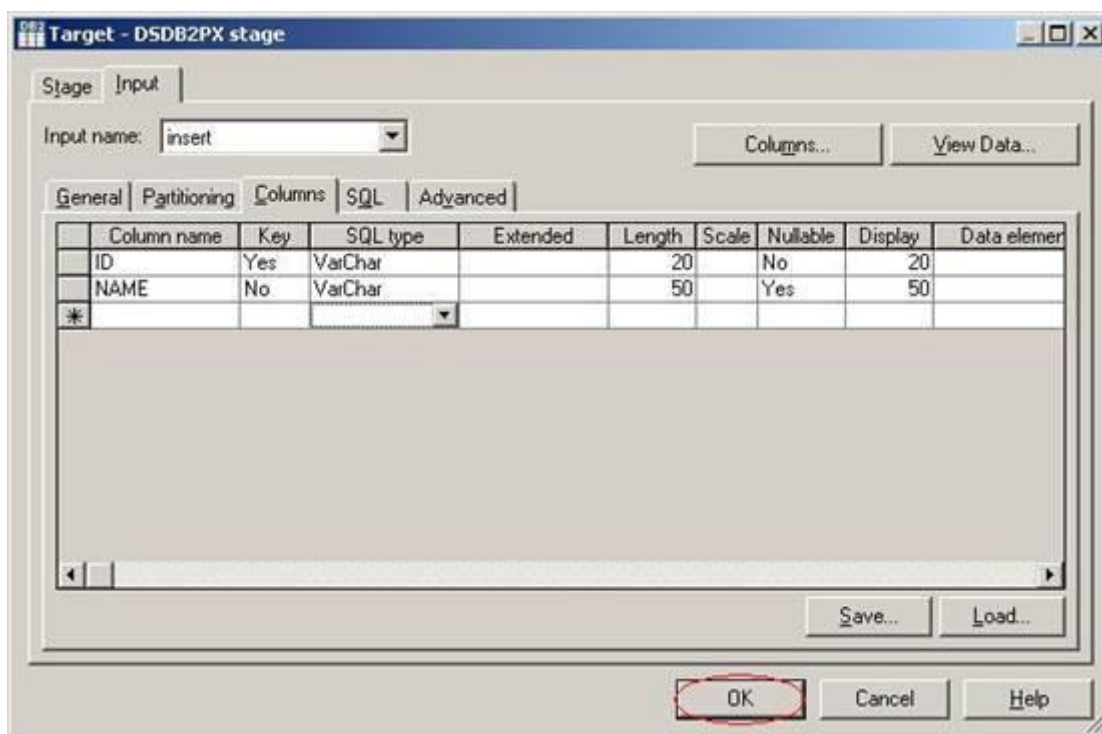 DB2 Target - DSDB2PX stage
Stage Input
Input name: insert Columns... View Data...
General Partitioning Columns SQL Advanced
Column name Key SQL type Extended Length Scale Nullable Display Data elemen
ID Yes VarChar 20 No 20
NAME No VarChar 50 Yes 50
Save... Load...
OK Cancel Help